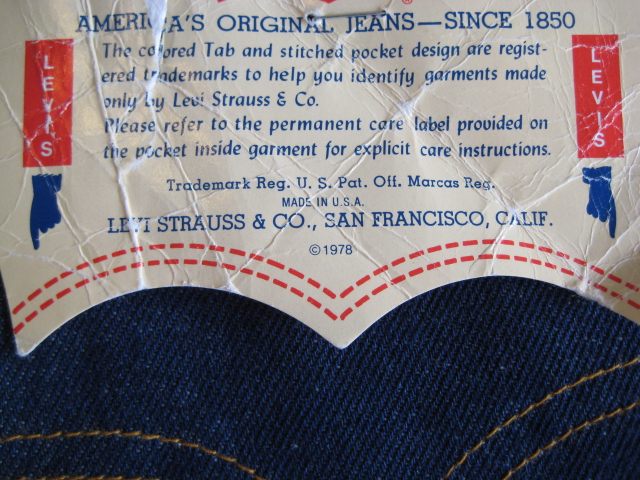 AMERICA'S ORIGINAL JEANS—SINCE 1850
The colored Tab and stitched pocket design are regist-
ered trademarks to help you identify garments made
only by Levi Strauss & Co.
Please refer to the permanent care label provided on
the pocket inside garment for explicit care instructions.
Trademark Reg. U. S. Pat. Off. Marcas Reg.
MADE IN U.S.A.
LEVI STRAUSS & CO., SAN FRANCISCO, CALIF.
© 1978
LEVI'S
LEVI'S